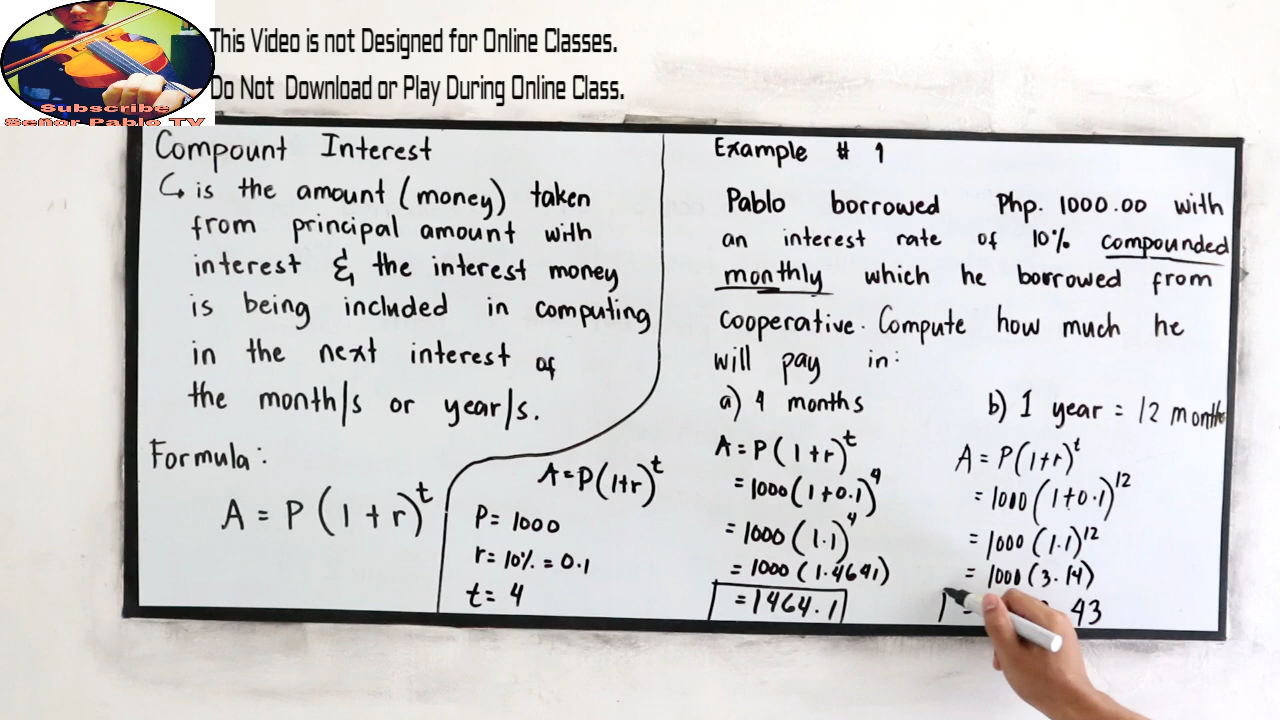 This Video is not Designed for Online Classes.
Do Not Download or Play During Online Class.
Subscribe
Señor Pablo TV
Compount Interest
↳ is the amount (money) taken
from principal amount with
interest & the interest money
is being included in computing
in the next interest of
the month/s or year/s.
Formula:
A = P (1 + r)^t
A = P(1+r)^t
P = 1000
r = 10% = 0.1
t = 4
Example # 1
Pablo borrowed Php. 1000.00 with
an interest rate of 10% compounded
monthly which he borrowed from
cooperative. Compute how much he
will pay in:
a) 4 months
A = P (1+r)^t
= 1000 (1+0.1)^4
= 1000 (1.1)^4
= 1000 (1.4641)
= 1464.1
b) 1 year = 12 months
A = P(1+r)^t
= 1000 (1+0.1)^12
= 1000 (1.1)^12
= 1000 (3.14)
43